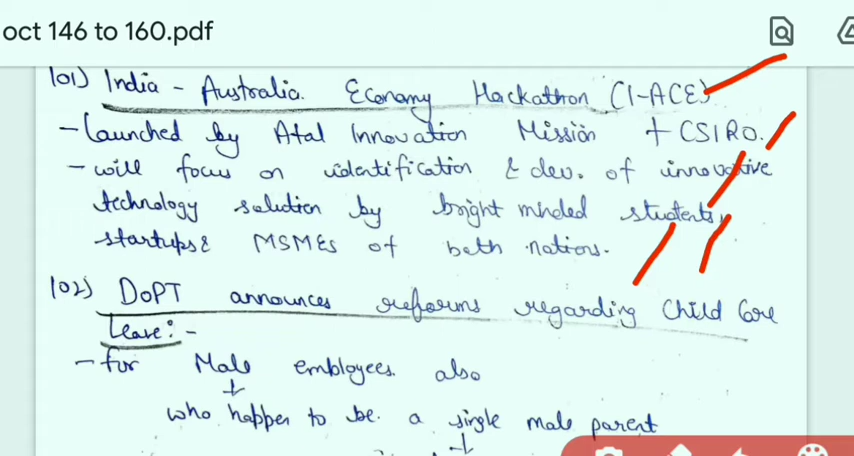 oct 146 to 160.pdf
101) India - Australia Economy Hackathon (I-ACE)
- Launched by Atal Innovation Mission + CSIRO.
- will focus on identification & dev. of innovative
technology solution by bright minded students,
startups & MSMEs of both nations.
102) DoPT announces reforms regarding Child Care
Leave:-
- for Male employees also
who happen to be a single male parent